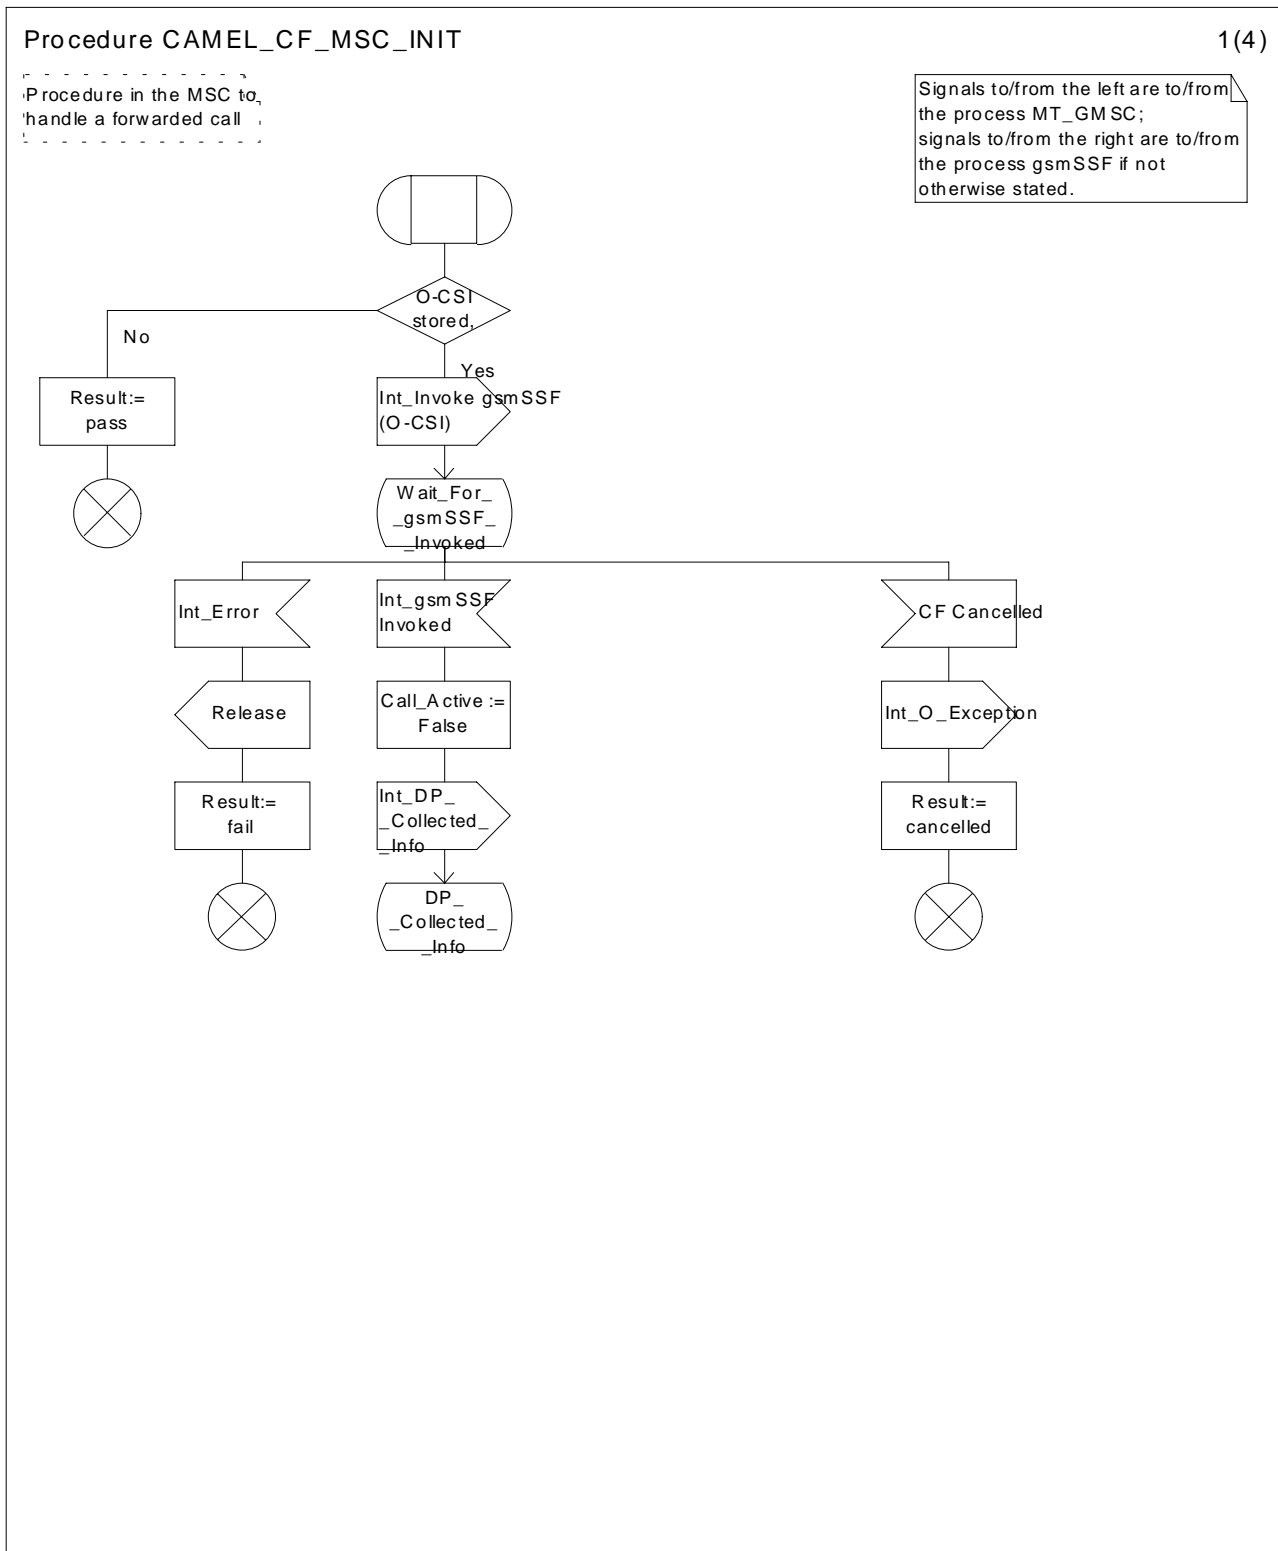 Procedure CAMEL_CF_MSC_INIT
1(4)
Procedure in the MSC to
handle a forwarded call
Signals to/from the left are to/from
the process MT_GMSC;
signals to/from the right are to/from
the process gsmSSF if not
otherwise stated.
O-CSI
stored,
No
Yes
Result:=
pass
Int_Invoke gsmSSF
(O-CSI)
Wait_For_
_gsmSSF_
_Invoked
Int_Error
Int_gsmSSF
Invoked
CF Cancelled
Release
Call_Active :=
False
Int_O_Exception
Result:=
fail
Int_DP_
_Collected_
_Info
Result:=
cancelled
DP_
_Collected_
_Info